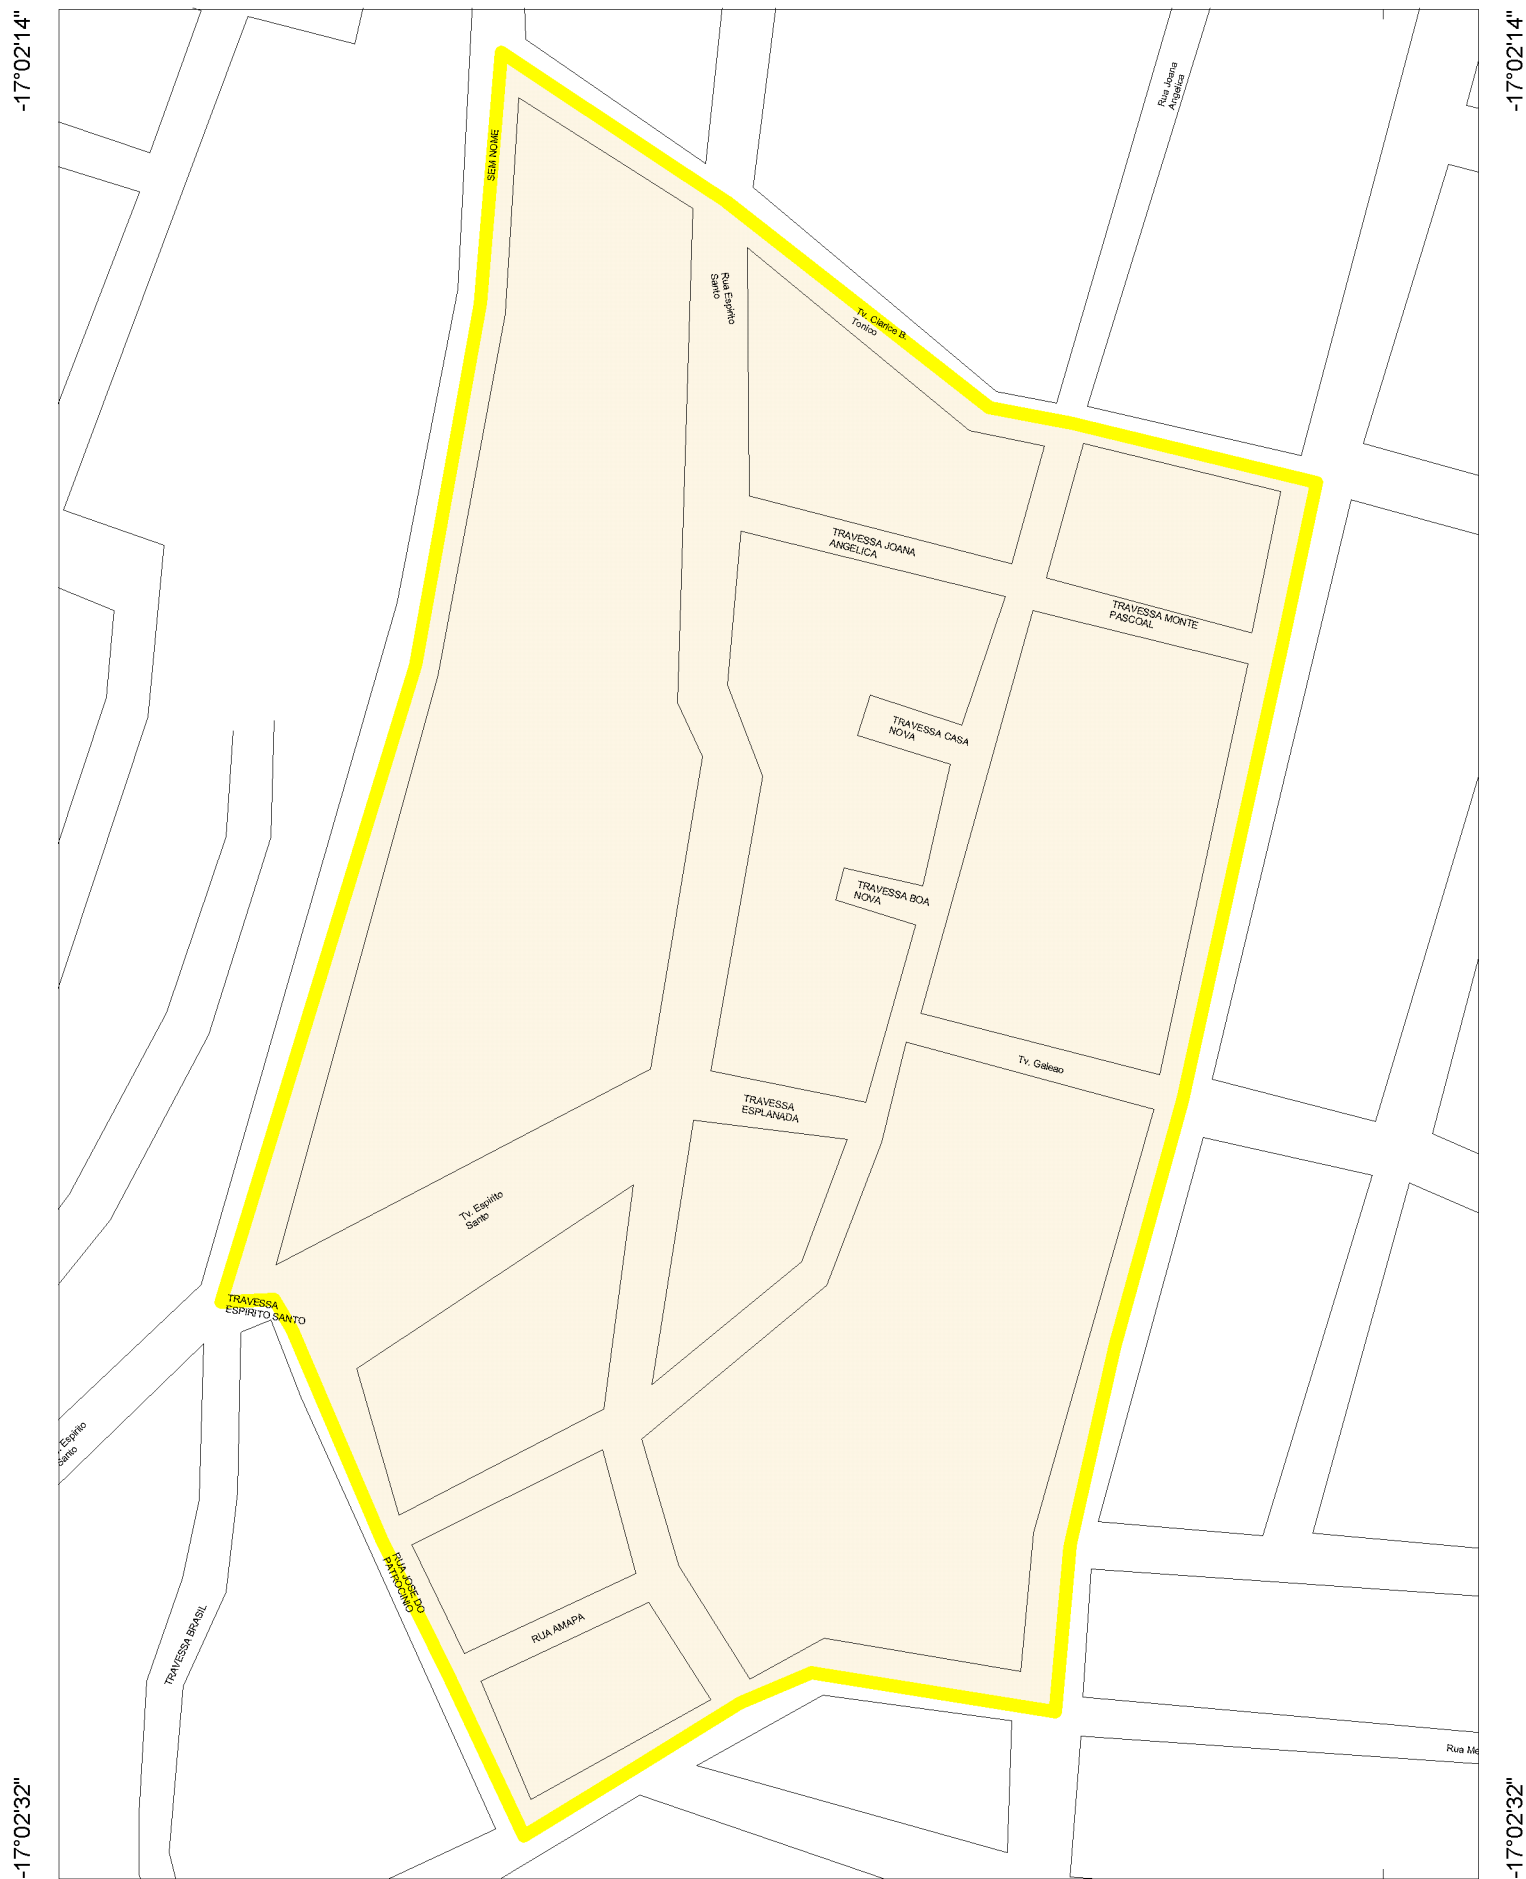 -17°02'14"
-17°02'14"
Rua Joana
Angelica
SEM NOME
Rua Espirito
Santo
Tv. Clarice B.
Tonico
TRAVESSA JOANA
ANGELICA
TRAVESSA MONTE
PASCOAL
TRAVESSA CASA
NOVA
TRAVESSA BOA
NOVA
Tv. Galeao
TRAVESSA
ESPLANADA
Tv. Espirito
Santo
TRAVESSA
ESPIRITO SANTO
. Espirito
Santo
RUA JOSE DO
PATROCINIO
TRAVESSA BRASIL
RUA AMAPA
Rua Me
-17°02'32"
-17°02'32"